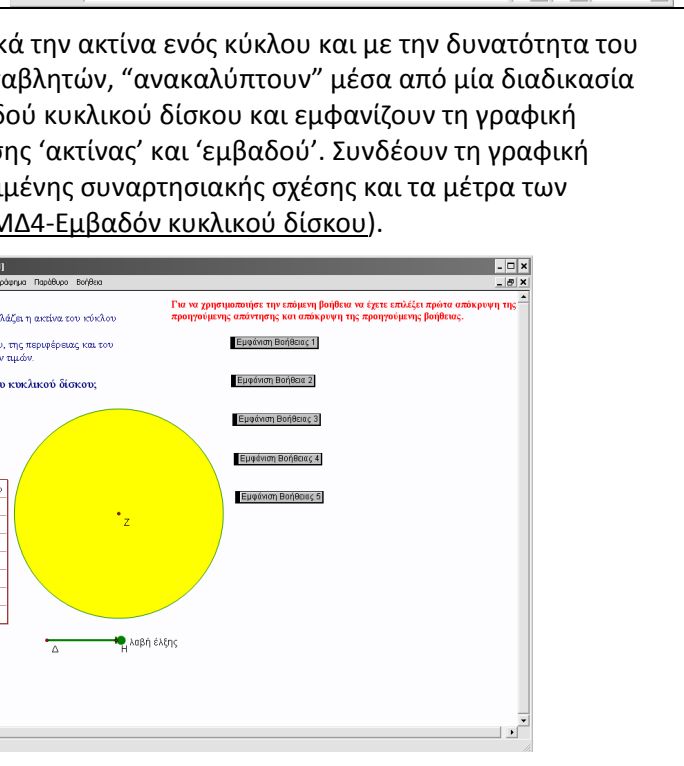 κά την ακτίνα ενός κύκλου και με την δυνατότητα του
αβλητών, “ανακαλύπτουν” μέσα από μία διαδικασία
δού κυκλικού δίσκου και εμφανίζουν τη γραφική
σης ‘ακτίνας’ και ‘εμβαδού’. Συνδέουν τη γραφική
ιμένης συναρτησιακής σχέσης και τα μέτρα των
ΜΔ4-Εμβαδόν κυκλικού δίσκου).
ράφημα Παράθυρο Βοήθεια
Για να χρησιμοποιήσε την επόμενη βοήθεια να έχετε επιλέξει πρώτα απόκρυψη της
προηγούμενης απάντησης και απόκρυψη της προηγούμενης βοήθειας.
λάζει η ακτίνα του κύκλου
υ, της περιφέρειας και του
ν τιμών.
υ κυκλικού δίσκου;
Εμφάνιση Βοήθειας 1
Εμφάνιση Βοήθεια 2
Εμφάνιση Βοήθειας 3
Εμφάνιση Βοήθειας 4
Εμφάνιση Βοήθειας 5
Ζ
Δ Η λαβή έλξης